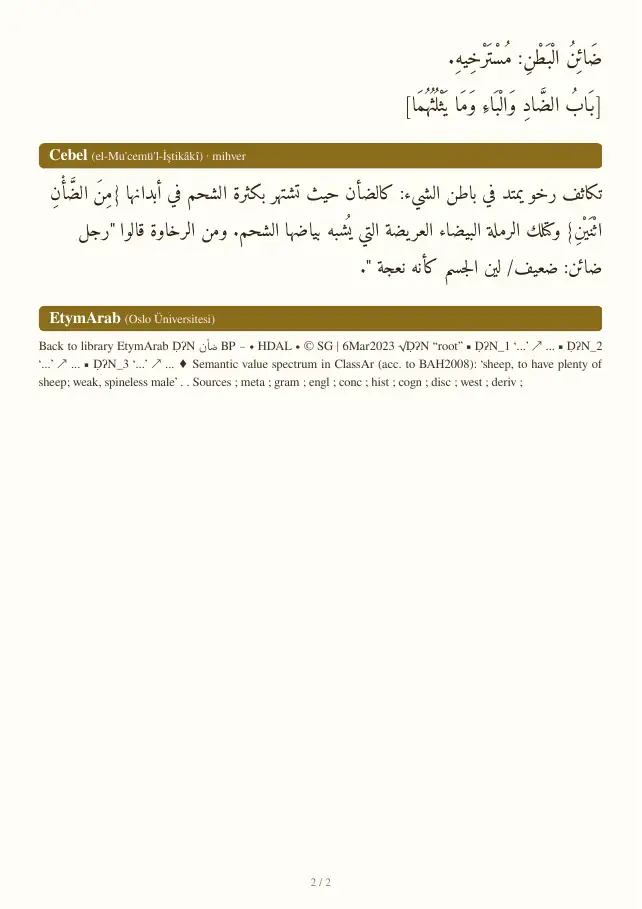 ضَائِنُ الْبَطْنِ: مُسْتَرْخِيهِ.
[بَابُ الضَّادِ وَالْبَاءِ وَمَا يَثْلُثُهُمَا]
Cebel (el-Mu'cemü'l-İştikâkî) · mihver
تكاثف رخو يمتد في باطن الشيء: كالضأن حيث تشتهر بكثرة الشحم في أبدانها {مِنَ الضَّأْنِ
اثْنَيْنِ} وكتلك الرملة البيضاء العريضة التي يُشبه بياضها الشحم. ومن الرخاوة قالوا "رجل
ضائن: ضعيف/ لين الجسم كأنه نعجة ".
EtymArab (Oslo Üniversitesi)
Back to library EtymArab ḌʔN ضأن BP – • HDAL • © SG | 6Mar2023 √ḌʔN “root” ▪ ḌʔN_1 ‘...’ ↗ ... ▪ ḌʔN_2
‘...’ ↗ ... ▪ ḌʔN_3 ‘...’ ↗ ... ♦ Semantic value spectrum in ClassAr (acc. to BAH2008): ‘sheep, to have plenty of
sheep; weak, spineless male’ . . Sources ; meta ; gram ; engl ; conc ; hist ; cogn ; disc ; west ; deriv ;
2 / 2